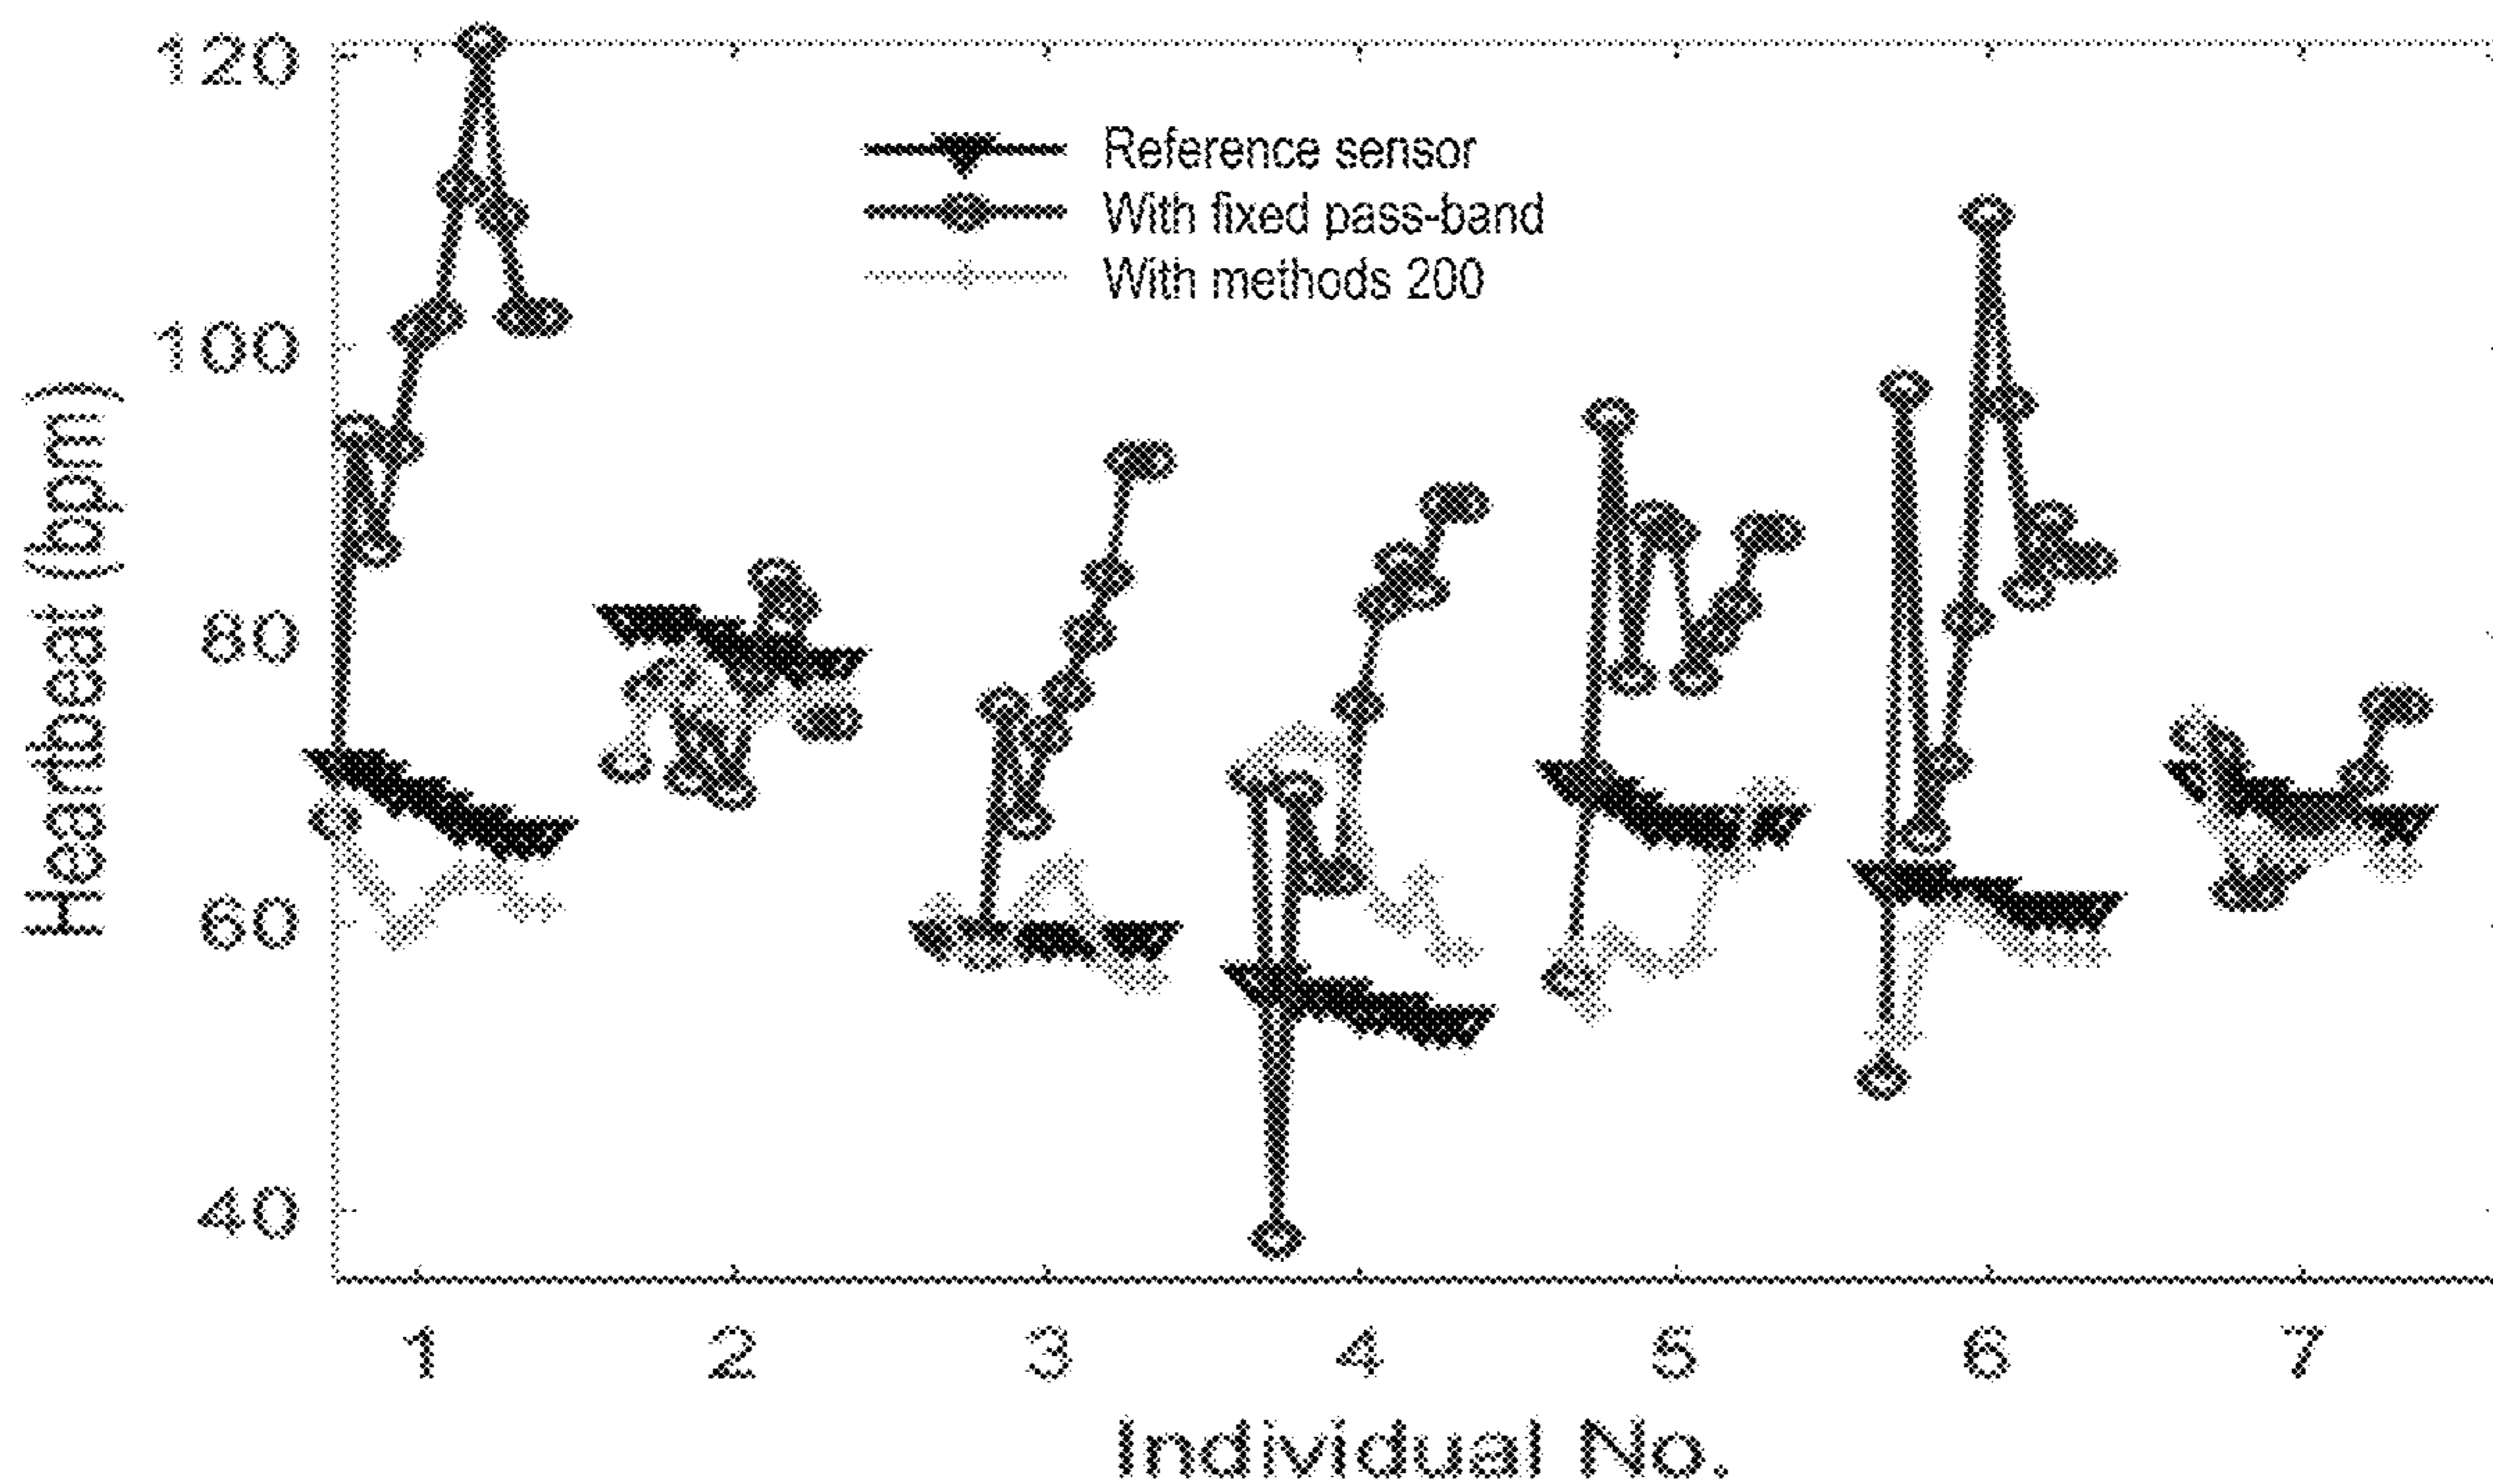 120
100
80
60
40
Heartbeat (bpm)
Reference sensor
With fixed pass-band
With methods 200
1 2 3 4 5 6 7
Individual No.